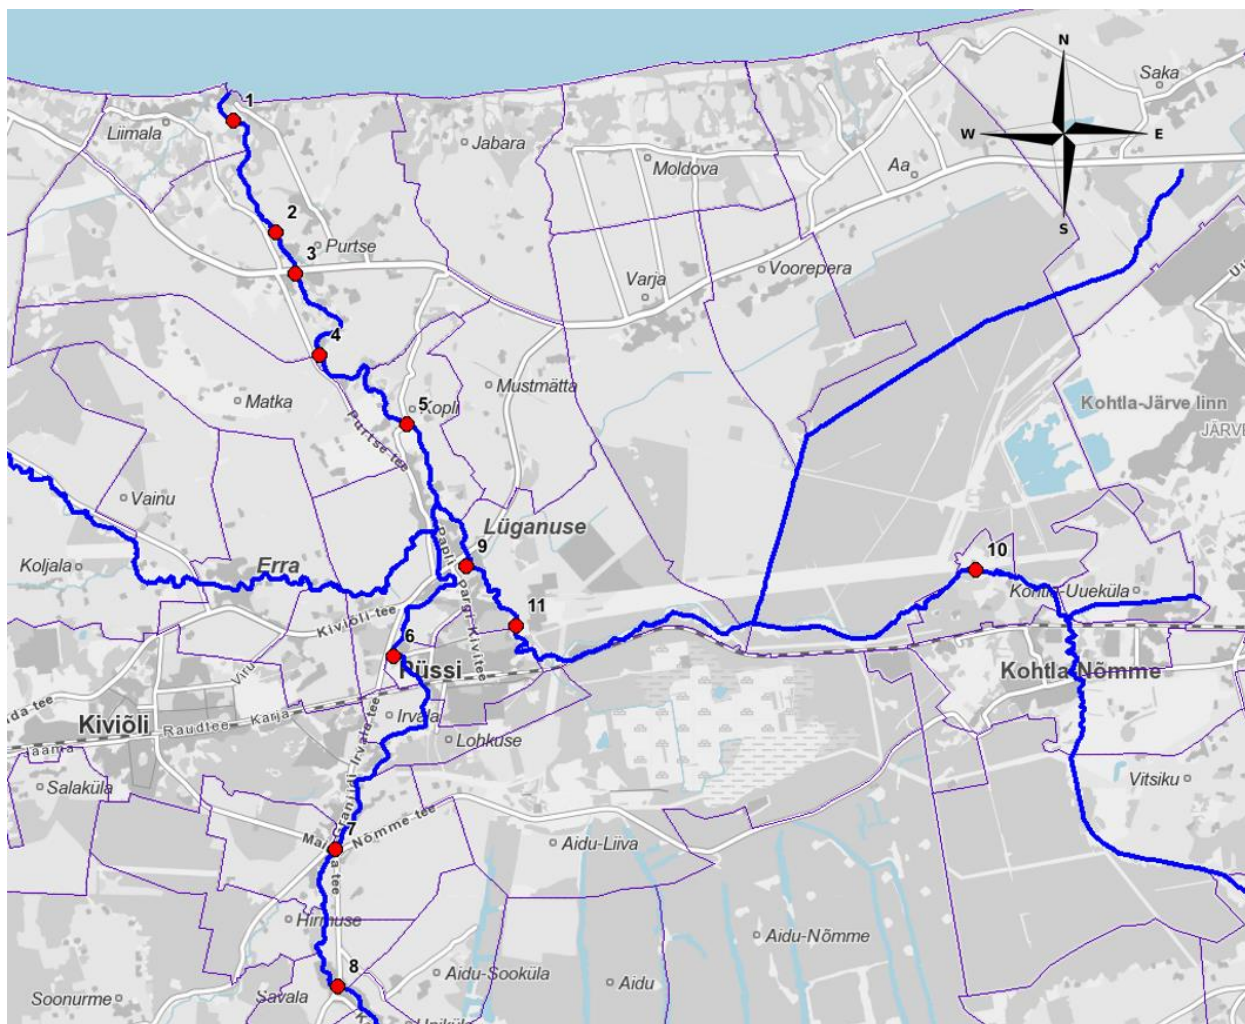 N
W
E
S
Saka
1
Liimala
Jabara
Moldova
Aa
2
Purtse
3
Varja
Voorepera
4
Mustmätta
Matka
5
Kopli
Kohtla-Järve linn
JÄRVE
Purtse tee
Vainu
Lüganuse
Koljala
Erra
9
10
Kohtla-Uueküla
11
Kiviõli tee
6
Püssi
Kohtla-Nõmme
Viru
Kiviõli
Raudtee
Karja
Jaama
Irvala
Lohkuse
Salaküla
Vitsiku
7
Nõmme tee
Aidu-Liiva
Hirmuse
Aidu-Nõmme
8
Aidu-Sooküla
Aidu
Savala
Soonurme